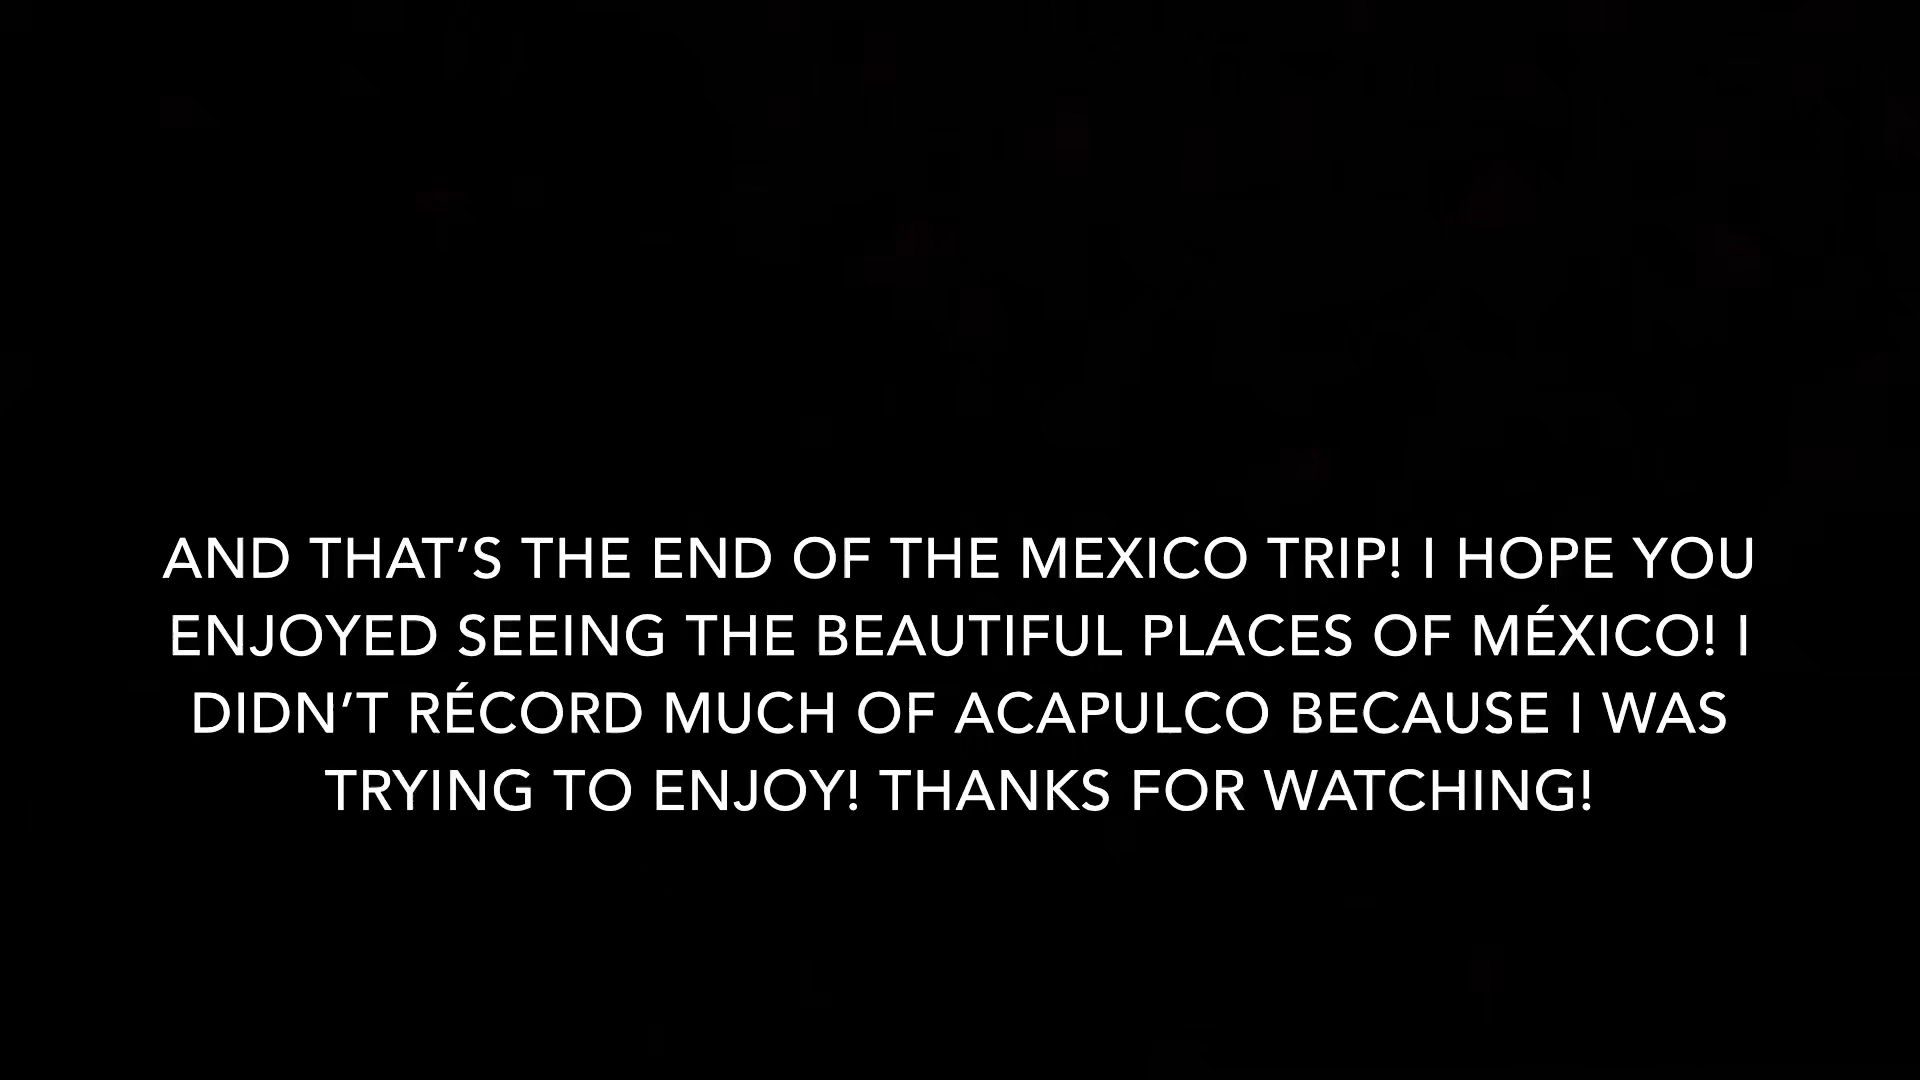 AND THAT’S THE END OF THE MEXICO TRIP! I HOPE YOU
ENJOYED SEEING THE BEAUTIFUL PLACES OF MÉXICO! I
DIDN’T RÉCORD MUCH OF ACAPULCO BECAUSE I WAS
TRYING TO ENJOY! THANKS FOR WATCHING!